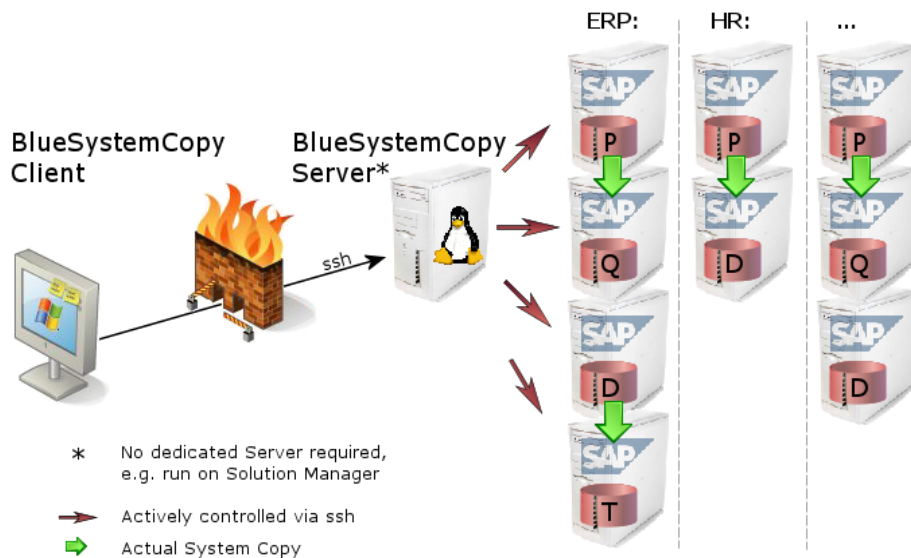 ERP:
HR:
...
SAP
SAP
SAP
P
P
P
BlueSystemCopy
Client
BlueSystemCopy
Server*
SAP
SAP
SAP
ssh
Q
D
Q
SAP
SAP
D
D
SAP
T
* No dedicated Server required,
e.g. run on Solution Manager
Actively controlled via ssh
Actual System Copy